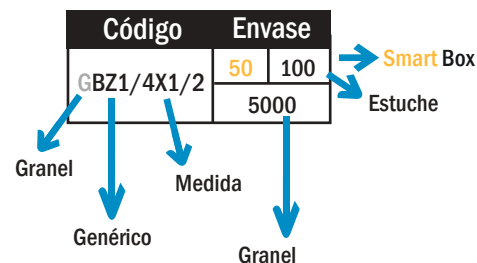 Código Envase
50 100 Smart Box
GBZ1/4X1/2
5000 Estuche
Granel
Medida
Genérico
Granel